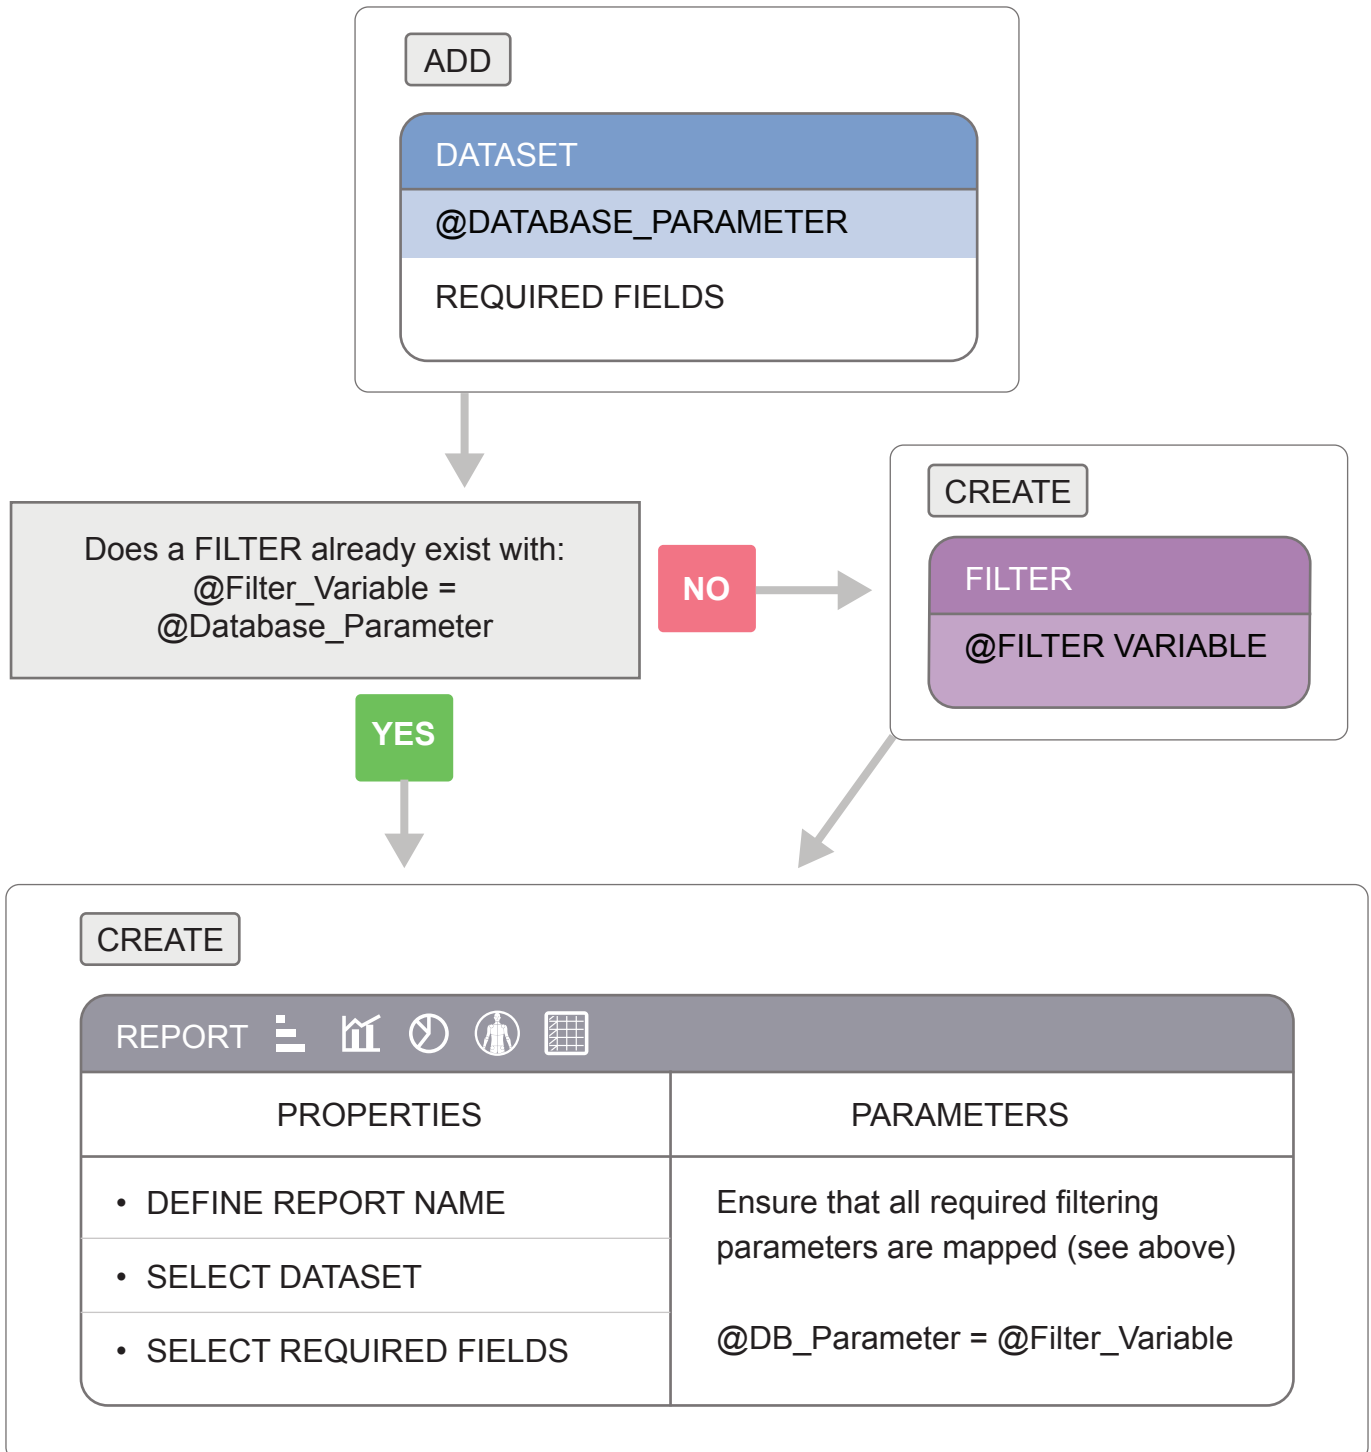 ADD
DATASET
@DATABASE_PARAMETER
REQUIRED FIELDS
Does a FILTER already exist with:
@Filter_Variable =
@Database_Parameter
NO
CREATE
FILTER
@FILTER VARIABLE
YES
CREATE
REPORT
PROPERTIES
PARAMETERS
• DEFINE REPORT NAME
• SELECT DATASET
• SELECT REQUIRED FIELDS
Ensure that all required filtering
parameters are mapped (see above)
@DB_Parameter = @Filter_Variable